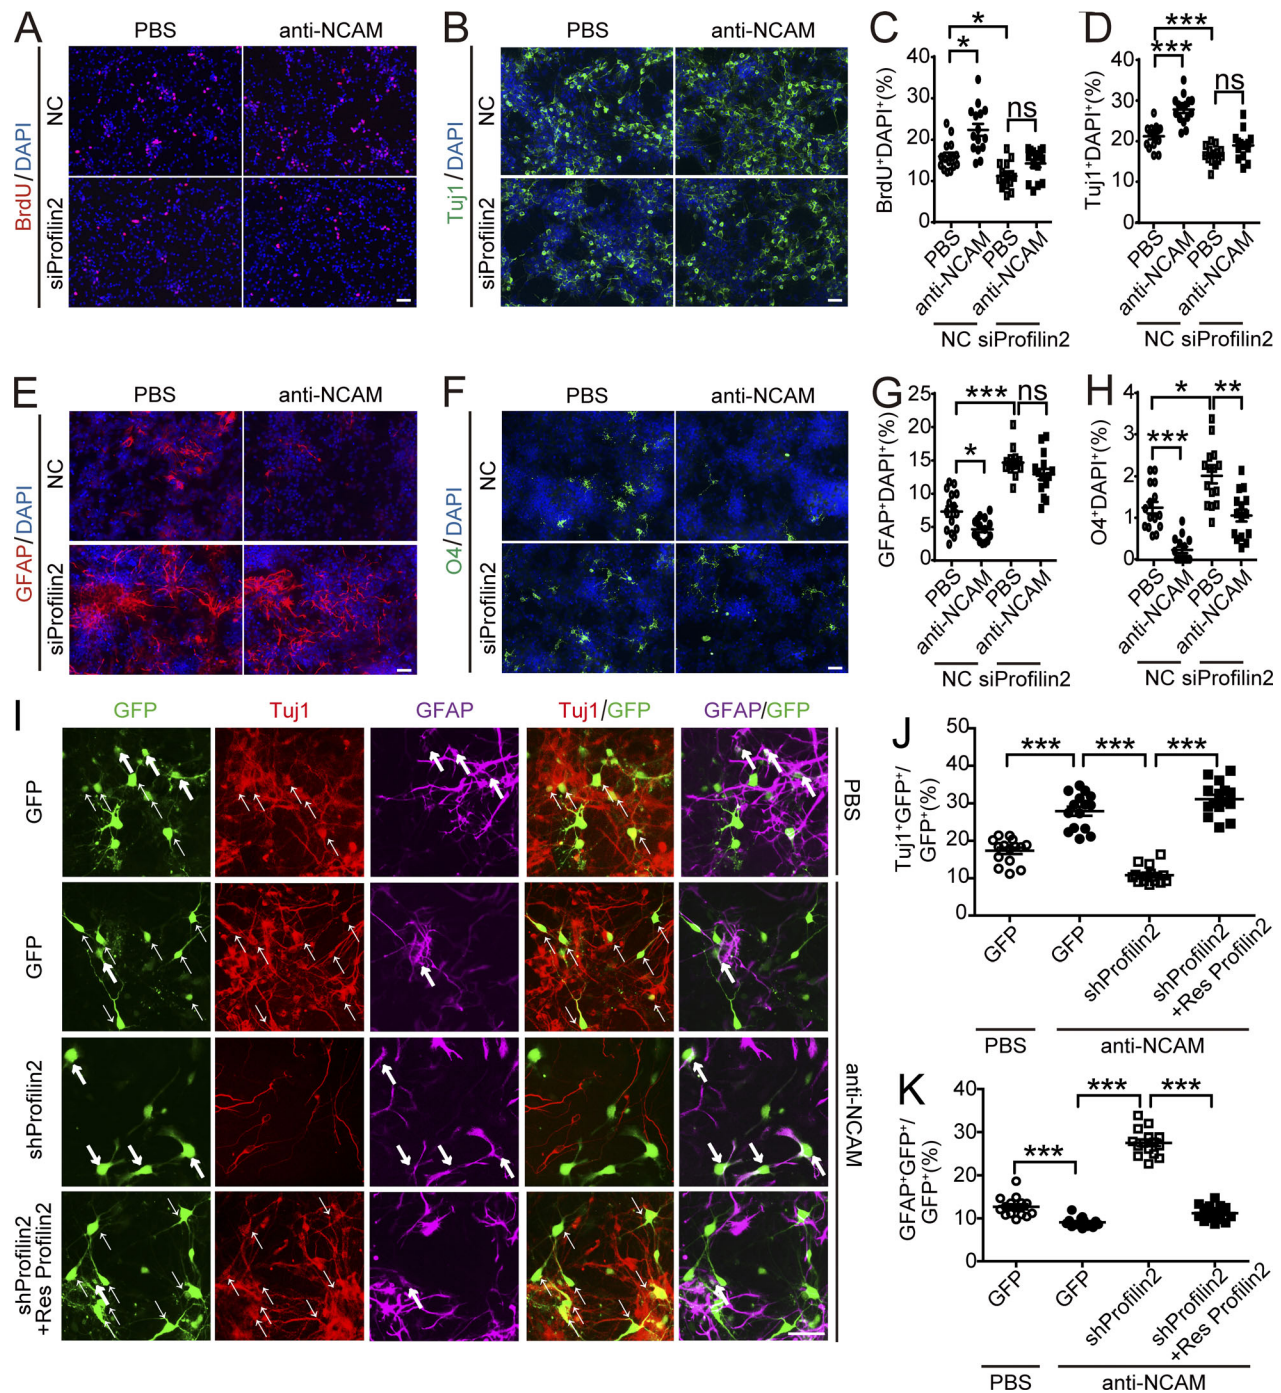 A
PBS
anti-NCAM
BrdU/DAPI
NC
siProfilin2
B
PBS
anti-NCAM
Tuj1/DAPI
NC
siProfilin2
C
BrdU⁺DAPI⁺(%)
40
30
20
10
0
*
*
ns
PBS
anti-NCAM
PBS
anti-NCAM
NC siProfilin2
D
Tuj1⁺DAPI⁺(%)
40
30
20
10
0
***
***
ns
PBS
anti-NCAM
PBS
anti-NCAM
NC siProfilin2
E
PBS
anti-NCAM
GFAP/DAPI
NC
siProfilin2
F
PBS
anti-NCAM
O4/DAPI
NC
siProfilin2
G
GFAP⁺DAPI⁺(%)
25
20
15
10
5
0
***
ns
*
PBS
anti-NCAM
PBS
anti-NCAM
NC siProfilin2
H
O4⁺DAPI⁺(%)
4
3
2
1
0
*
**
***
PBS
anti-NCAM
PBS
anti-NCAM
NC siProfilin2
I
GFP
Tuj1
GFAP
Tuj1/GFP
GFAP/GFP
GFP
PBS
GFP
shProfilin2
shProfilin2
+Res Profilin2
anti-NCAM
J
Tuj1⁺GFP⁺/
GFP⁺(%)
50
40
30
20
10
0
***
***
***
GFP
GFP
shProfilin2
shProfilin2
+Res Profilin2
PBS
anti-NCAM
K
GFAP⁺GFP⁺/
GFP⁺(%)
40
30
20
10
0
***
***
***
GFP
GFP
shProfilin2
shProfilin2
+Res Profilin2
PBS
anti-NCAM